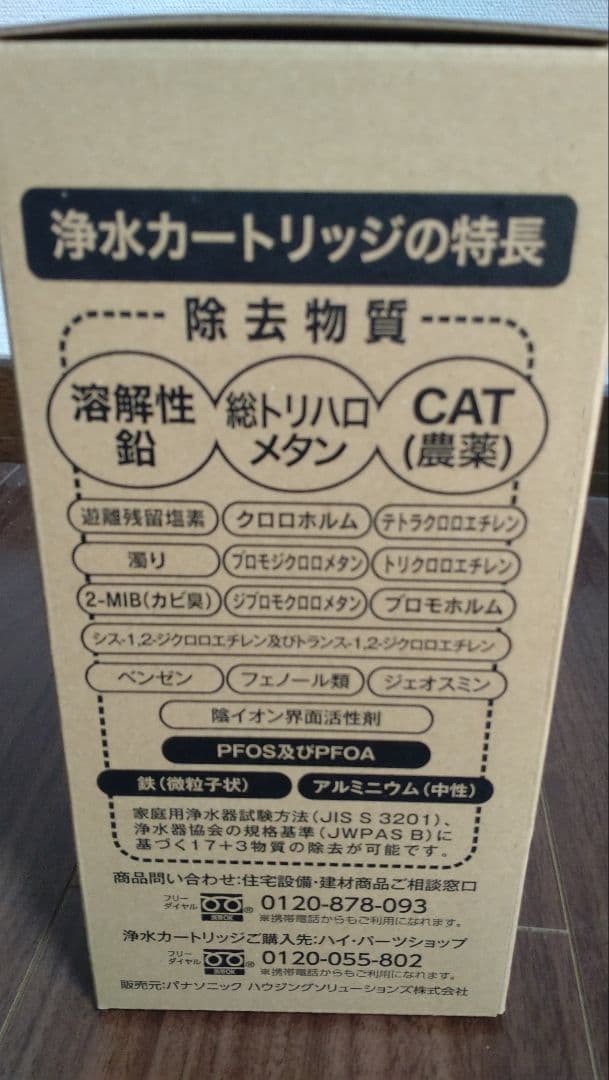 浄水カートリッジの特長
除去物質
溶解性鉛
総トリハロメタン
CAT(農薬)
遊離残留塩素 クロロホルム テトラクロロエチレン
濁り ブロモジクロロメタン トリクロロエチレン
2-MIB(カビ臭) ジブロモクロロメタン ブロモホルム
シス-1,2-ジクロロエチレン及びトランス-1,2-ジクロロエチレン
ベンゼン フェノール類 ジェオスミン
陰イオン界面活性剤
PFOS及びPFOA
鉄(微粒子状) アルミニウム(中性)
家庭用浄水器試験方法(JIS S 3201)、
浄水器協会の規格基準(JWPAS B)に
基づく17+3物質の除去が可能です。
商品問い合わせ:住宅設備・建材商品ご相談窓口
フリーダイヤル 携帯OK ® 0120-878-093
※携帯電話からもご利用になれます。
浄水カートリッジご購入先:ハイ・パーツショップ
フリーダイヤル 携帯OK ® 0120-055-802
※携帯電話からもご利用になれます。
販売元:パナソニック ハウジングソリューションズ株式会社